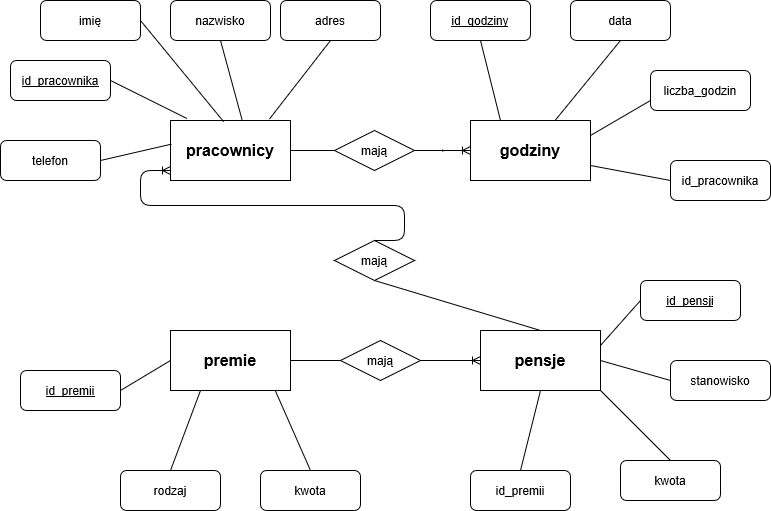 imię
nazwisko
adres
id_godziny
data
id_pracownika
liczba_godzin
telefon
pracownicy
mają
godziny
id_pracownika
mają
id_pensji
premie
mają
pensje
id_premii
stanowisko
rodzaj
kwota
id_premii
kwota